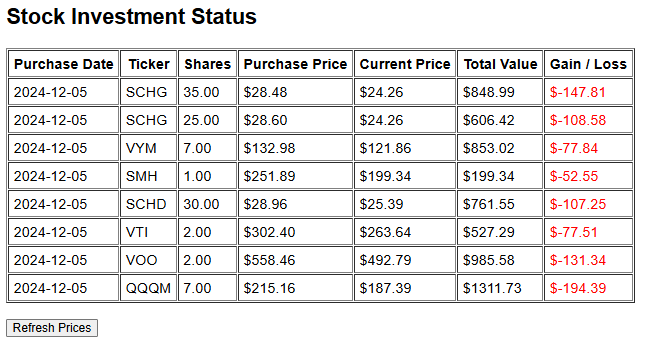 Stock Investment Status
Purchase Date Ticker Shares Purchase Price Current Price Total Value Gain / Loss
2024-12-05 SCHG 35.00 $28.48 $24.26 $848.99 $-147.81
2024-12-05 SCHG 25.00 $28.60 $24.26 $606.42 $-108.58
2024-12-05 VYM 7.00 $132.98 $121.86 $853.02 $-77.84
2024-12-05 SMH 1.00 $251.89 $199.34 $199.34 $-52.55
2024-12-05 SCHD 30.00 $28.96 $25.39 $761.55 $-107.25
2024-12-05 VTI 2.00 $302.40 $263.64 $527.29 $-77.51
2024-12-05 VOO 2.00 $558.46 $492.79 $985.58 $-131.34
2024-12-05 QQQM 7.00 $215.16 $187.39 $1311.73 $-194.39
Refresh Prices